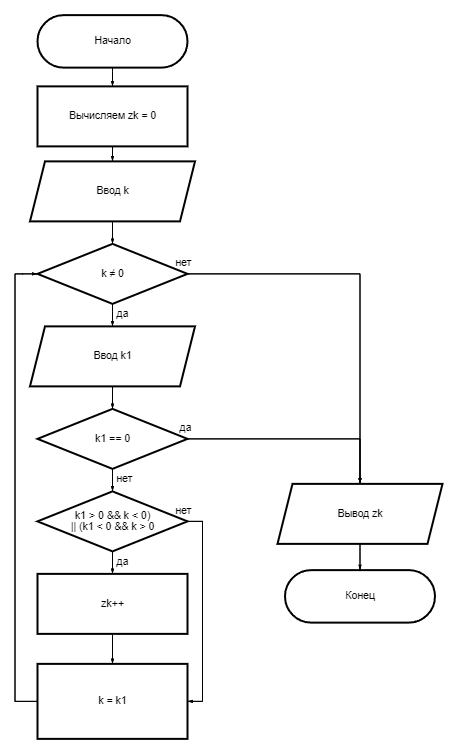 Начало
Вычисляем zk = 0
Ввод k
k ≠ 0
нет
да
Ввод k1
k1 == 0
да
нет
k1 > 0 && k < 0)
|| (k1 < 0 && k > 0
нет
да
zk++
k = k1
Вывод zk
Конец